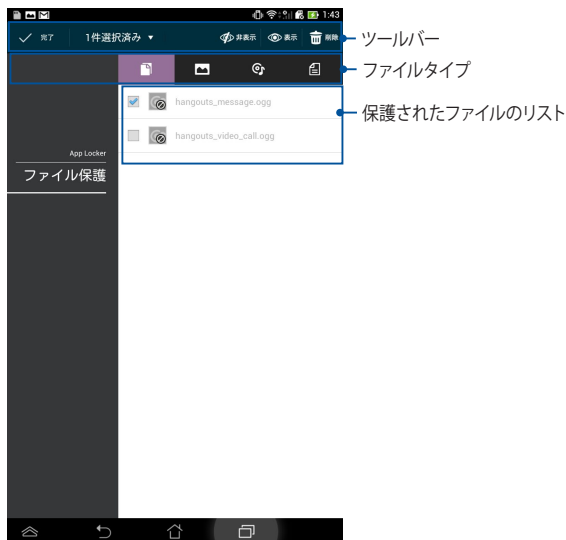 1:43
完了 1件選択済み 非表示 表示 削除
ツールバー
ファイルタイプ
hangouts_message.ogg
保護されたファイルのリスト
hangouts_video_call.ogg
App Locker
ファイル保護